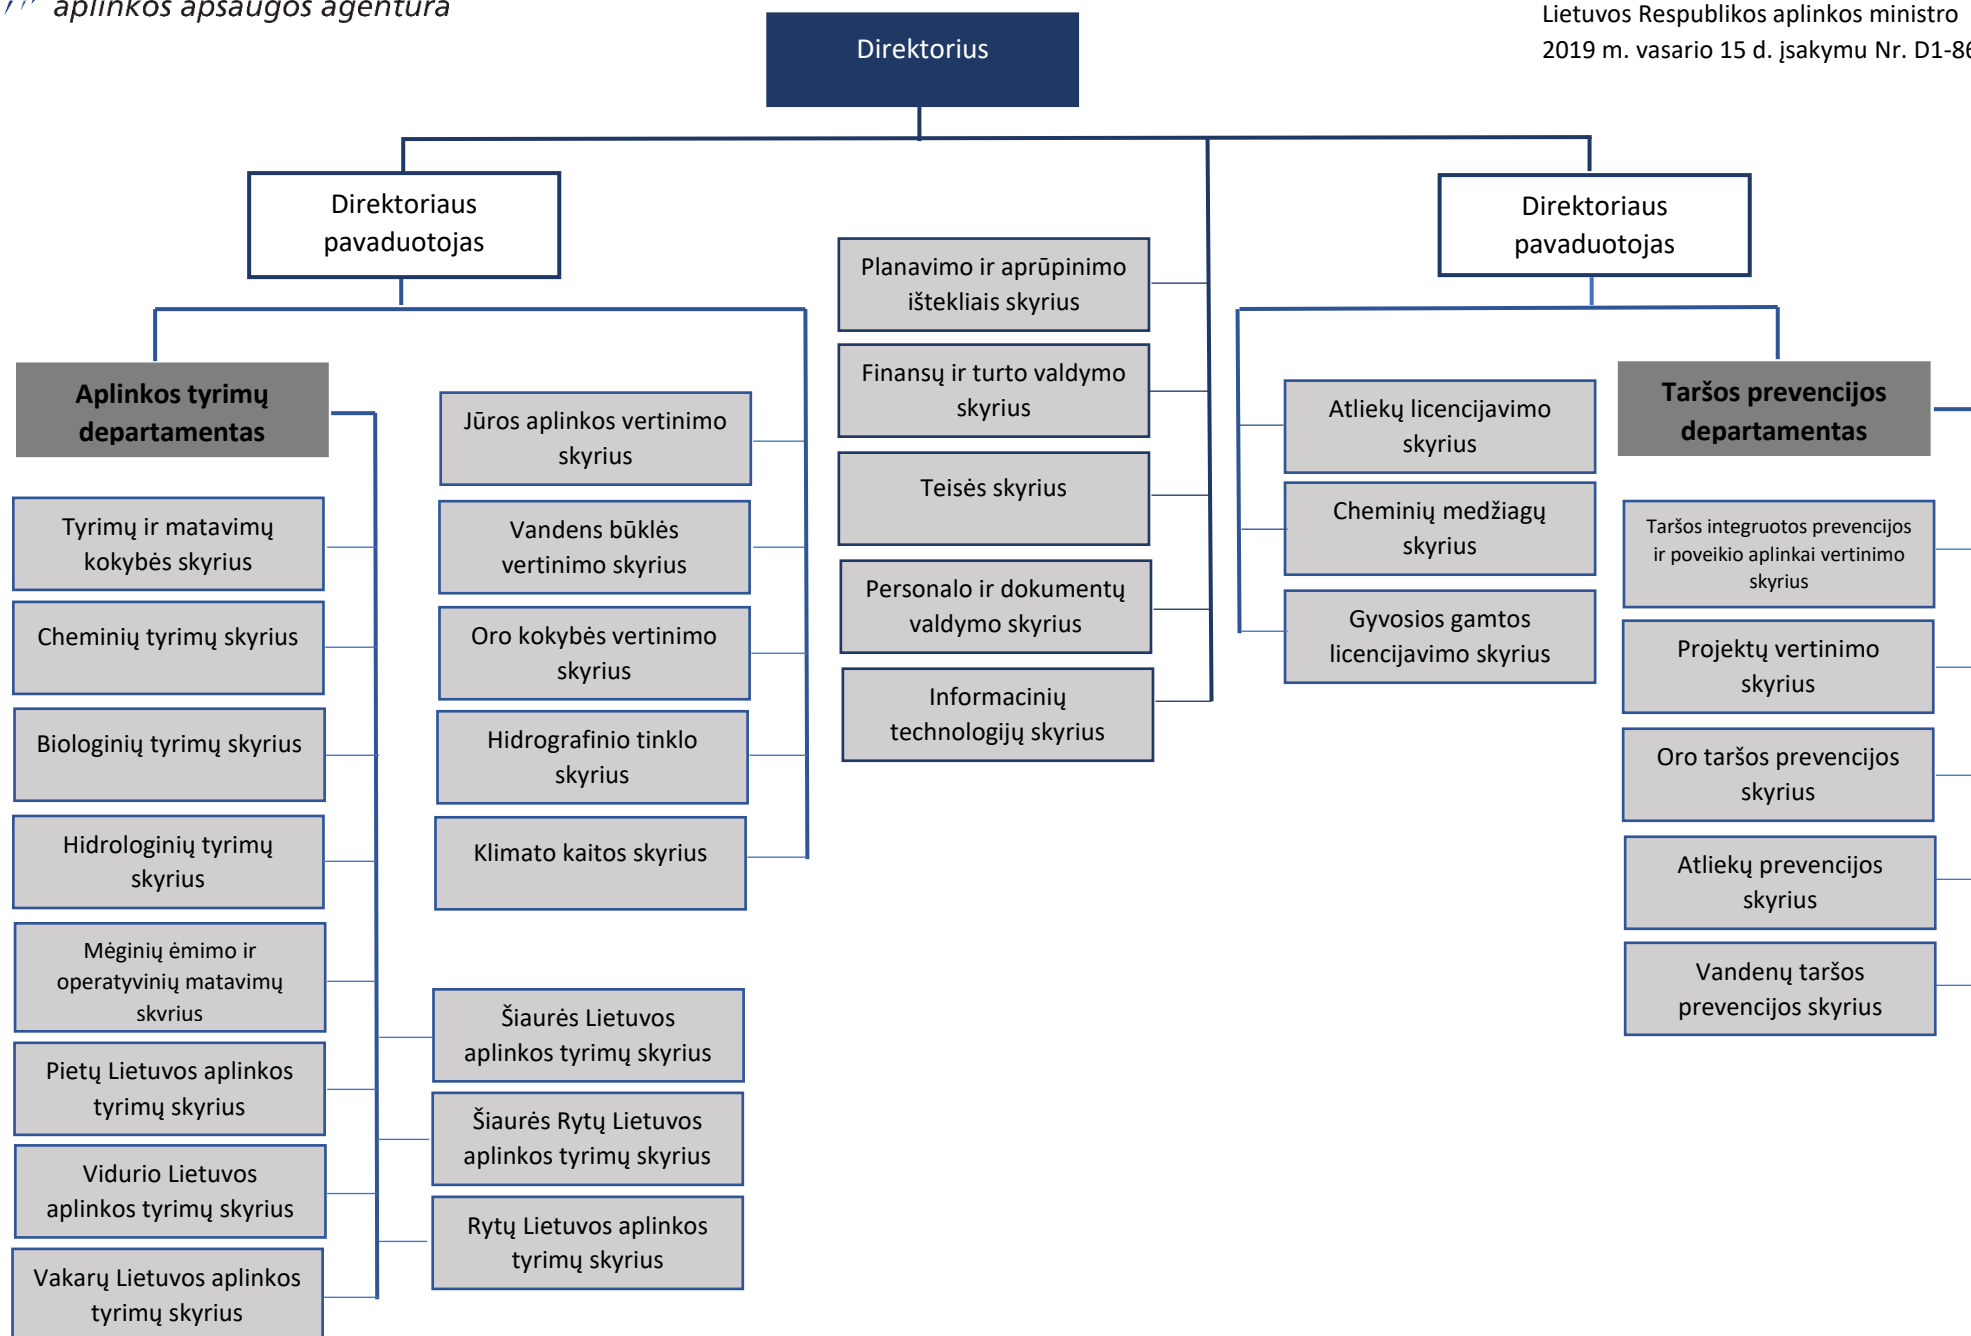 aplinkos apsaugos agentūra
Lietuvos Respublikos aplinkos ministro
2019 m. vasario 15 d. įsakymu Nr. D1-86
Direktorius
Direktoriaus
pavaduotojas
Direktoriaus
pavaduotojas
Aplinkos tyrimų
departamentas
Tyrimų ir matavimų
kokybės skyrius
Cheminių tyrimų skyrius
Biologinių tyrimų skyrius
Hidrologinių tyrimų
skyrius
Mėginių ėmimo ir
operatyvinių matavimų
skyrius
Pietų Lietuvos aplinkos
tyrimų skyrius
Vidurio Lietuvos
aplinkos tyrimų skyrius
Vakarų Lietuvos aplinkos
tyrimų skyrius
Jūros aplinkos vertinimo
skyrius
Vandens būklės
vertinimo skyrius
Oro kokybės vertinimo
skyrius
Hidrografinio tinklo
skyrius
Klimato kaitos skyrius
Šiaurės Lietuvos
aplinkos tyrimų skyrius
Šiaurės Rytų Lietuvos
aplinkos tyrimų skyrius
Rytų Lietuvos aplinkos
tyrimų skyrius
Planavimo ir aprūpinimo
ištekliais skyrius
Finansų ir turto valdymo
skyrius
Teisės skyrius
Personalo ir dokumentų
valdymo skyrius
Informacinių
technologijų skyrius
Atliekų licencijavimo
skyrius
Cheminių medžiagų
skyrius
Gyvosios gamtos
licencijavimo skyrius
Taršos prevencijos
departamentas
Taršos integruotos prevencijos
ir poveikio aplinkai vertinimo
skyrius
Projektų vertinimo
skyrius
Oro taršos prevencijos
skyrius
Atliekų prevencijos
skyrius
Vandenų taršos
prevencijos skyrius